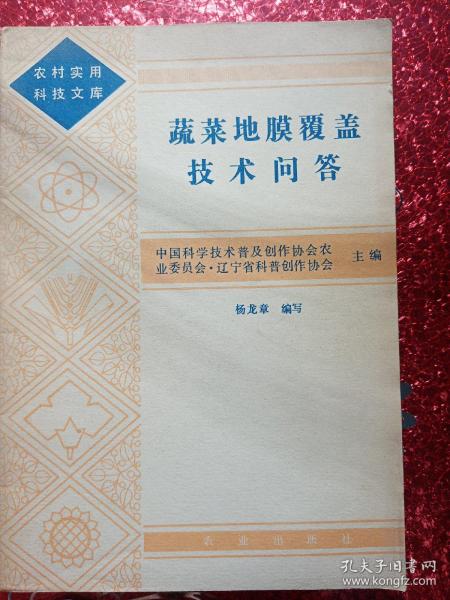 农村实用
科技文库
蔬菜地膜覆盖
技术问答
中国科学技术普及创作协会农
业委员会·辽宁省科普创作协会
主编
杨龙章 编写
农业出版社
孔夫子旧书网
www.kongfz.com